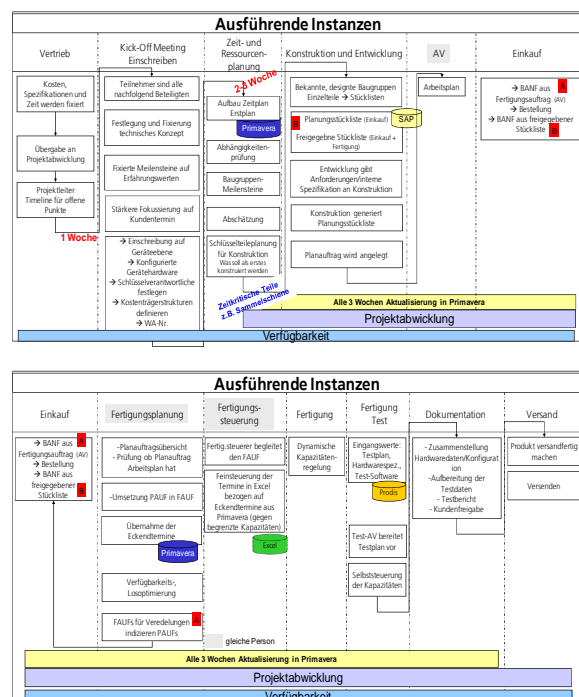 Ausführende Instanzen
Vertrieb
Kosten,
Spezifikationen und
Zeit werden fixiert
Übergabe an
Projektabwicklung
Projektleiter
Timeline für offene
Punkte
1 Woche
Kick-Off Meeting
Einschreiben
Teilnehmer sind alle
nachfolgend Beteiligten
Festlegung und Fixierung
technisches Konzept
Fixierte Meilensteine auf
Erfahrungswerten
Stärkere Fokussierung auf
Kundentermin
→ Einschreibung auf
Geräteebene
→ Konfigurierte
Gerätehardware
→ Schlüsselverantwortliche
festlegen
→ Kostenträgerstrukturen
definieren
→ WA-Nr.
Zeit- und
Ressourcen-
planung
2-3 Woche
Aufbau Zeitplan
Erstplan
Primavera
Abhängigkeiten-
prüfung
Baugruppen-
Meilensteine
Abschätzung
Schlüsselteileplanung
für Konstruktion
Was soll als erstes
konstruiert werden
Zeitkritische Teile
z.B. Sammelschiene
Konstruktion und Entwicklung
Bekannte, designte Baugruppen
Einzelteile → Stücklisten
B
Planungsstückliste (Einkauf)
SAP
Freigegebne Stückliste (Einkauf +
Fertigung)
Entwicklung gibt
Anforderungen/interne
Spezifikation an Konstruktion
Konstruktion generiert
Planungsstückliste
Planauftrag wird angelegt
AV
Arbeitsplan
Einkauf
→ BANF aus A
Fertigungsauftrag (AV)
→ Bestellung
→ BANF aus freigegebener
Stückliste B
Alle 3 Wochen Aktualisierung in Primavera
Projektabwicklung
Verfügbarkeit
Ausführende Instanzen
Einkauf
→ BANF aus A
Fertigungsauftrag (AV)
→ Bestellung
→ BANF aus
freigegebener
Stückliste B
Fertigungsplanung
-Planauftragsübersicht
- Prüfung ob Planauftrag
Arbeitsplan hat
-Umsetzung PAUF in FAUF
Übernahme der
Eckendtermine
Primavera
Verfügbarkeits-,
Losoptimierung
FAUFs für Veredelungen A
indizieren PAUFs
Fertigungs-
steuerung
Fertig.steuerer begleitet
den FAUF
Feinsteuerung der
Termine in Excel
bezogen auf
Eckendtermine aus
Primavera (gegen
begrenzte Kapazitäten)
Excel
gleiche Person
Fertigung
Dynamische
Kapazitäten-
regelung
Fertigung
Test
Eingangswerte:
Testplan,
Hardwarespez.,
Test-Software
Prodis
Test-AV bereitet
Testplan vor
Selbststeuerung
der Kapazitäten
Dokumentation
- Zusammenstellung
Hardwaredaten/Konfigurat
ion
-Aufbereitung der
Testdaten
- Testbericht
- Kundenfreigabe
Versand
Produkt versandfertig
machen
Versenden
Alle 3 Wochen Aktualisierung in Primavera
Projektabwicklung
Verfügbarkeit